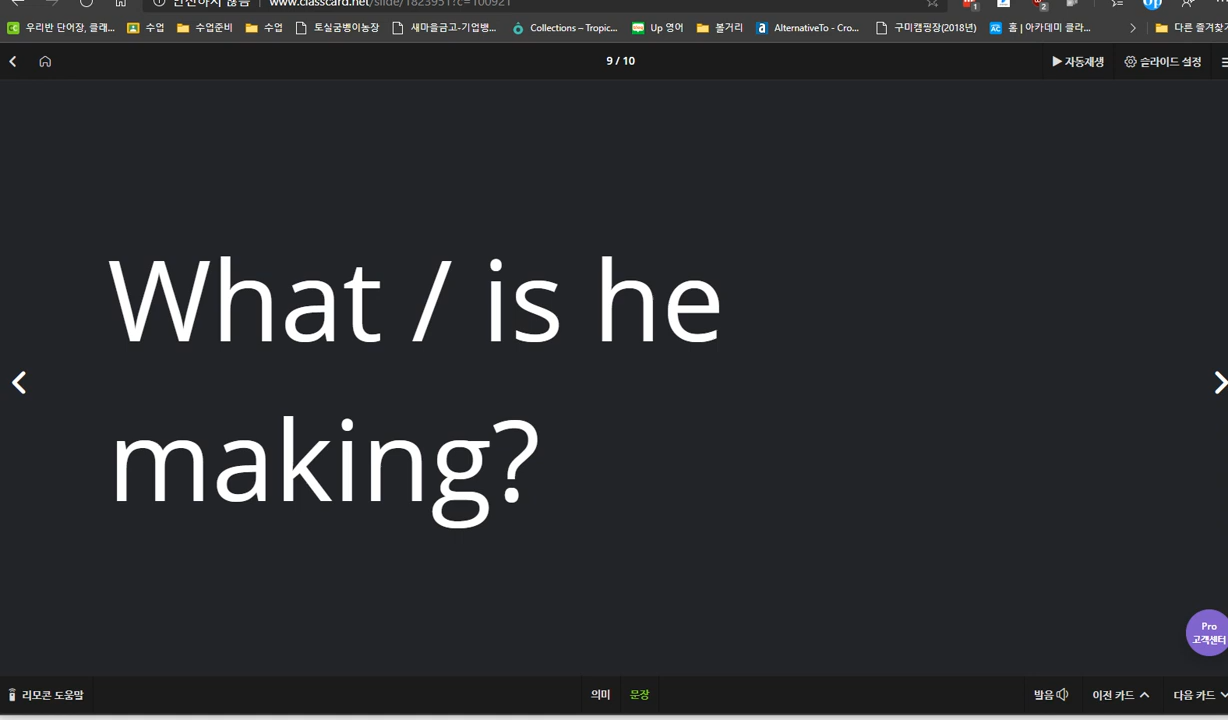 www.classcard.net/slide/1823951?c=100921
우리반 단어장, 클래... 수업 수업준비 수업 토실굼벵이농장 새마을금고-기업뱅... Collections – Tropic... Up 영어 볼거리 AlternativeTo - Cro... 구미캠핑장(2018년) 홈 | 아카데미 클라... 다른 즐겨찾기
9 / 10 자동재생 슬라이드 설정
What / is he
making?
Pro
고객센터
리모콘 도움말 의미 문장 발음 이전 카드 다음 카드